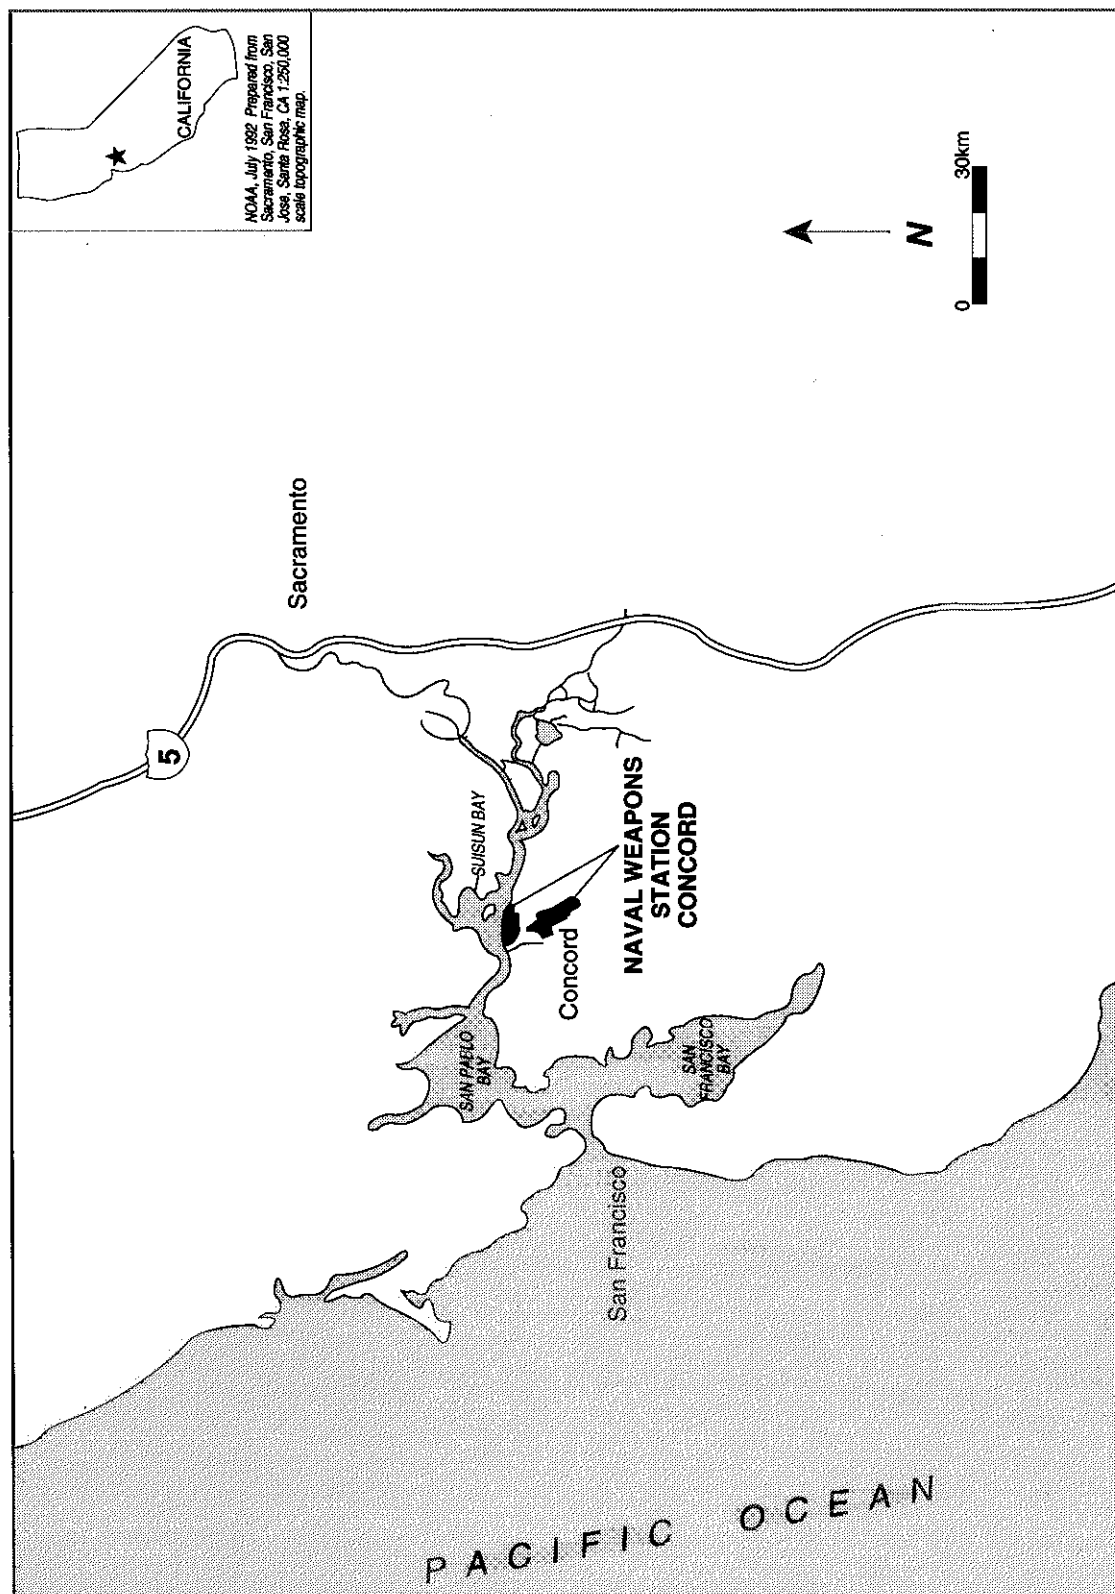 CALIFORNIA
NOAA, July 1992 Prepared from
Sacramento, San Francisco, San
Jose, Santa Rosa, CA 1:250,000
scale topographic map.
5
Sacramento
SUISUN BAY
SAN PABLO
BAY
Concord
NAVAL WEAPONS
STATION
CONCORD
SAN
FRANCISCO
BAY
San Francisco
PACIFIC OCEAN
N
0 30km